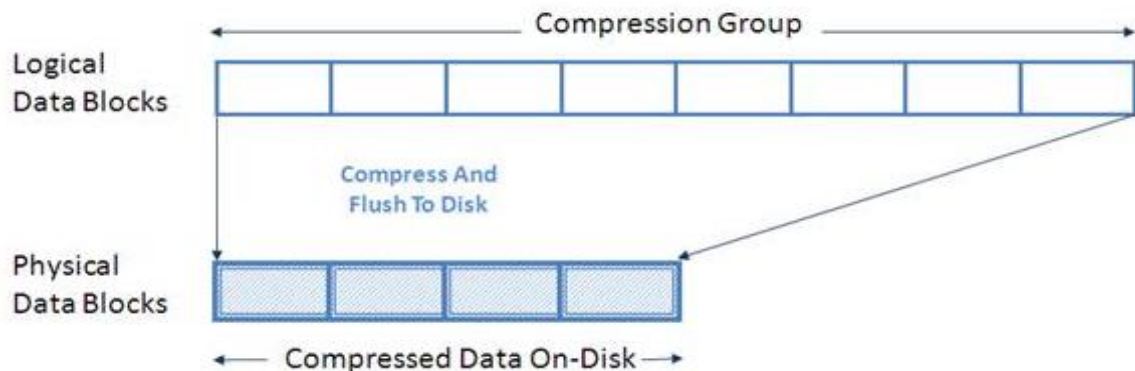 Compression Group
Logical
Data Blocks
Compress And
Flush To Disk
Physical
Data Blocks
Compressed Data On-Disk